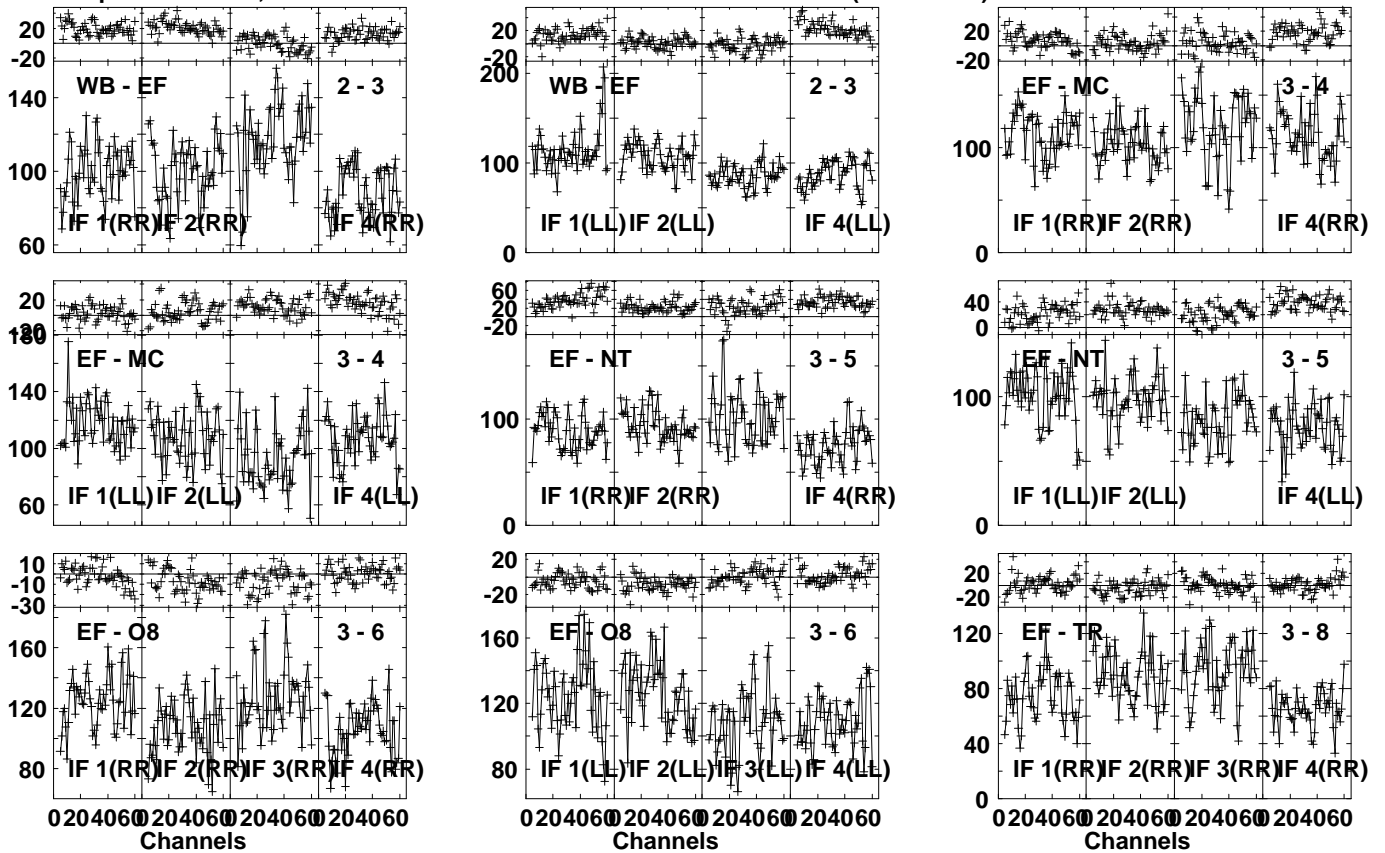 20 20 20
-20 -20 -20
WB - EF 2 - 3 WB - EF 2 - 3 EF - MC 3 - 4
140 200
120
100 100 100
80
60 0 0
IF 1(RR) IF 2(RR) IF 4(RR) IF 1(LL) IF 2(LL) IF 4(LL) IF 1(RR) IF 2(RR) IF 4(RR)
20 60 20 -20 40 0
EF - MC 3 - 4 EF - NT 3 - 5 EF - NT 3 - 5
140
100 100 100
60 0 0
IF 1(LL) IF 2(LL) IF 4(LL) IF 1(RR) IF 2(RR) IF 4(RR) IF 1(LL) IF 2(LL) IF 4(LL)
10 20 20
-10 0 0
-30 -20 -20
EF - O8 3 - 6 EF - O8 3 - 6 EF - TR 3 - 8
160 160 120
120 120 80
80 80 40
0
IF 1(RR) IF 2(RR) IF 3(RR) IF 4(RR) IF 1(LL) IF 2(LL) IF 3(LL) IF 4(LL) IF 1(RR) IF 2(RR) IF 3(RR) IF 4(RR)
0 20 40 60 0 20 40 60 0 20 40 60 0 20 40 60 0 20 40 60 0 20 40 60 0 20 40 60 0 20 40 60 0 20 40 60 0 20 40 60 0 20 40 60 0 20 40 60
Channels Channels Channels